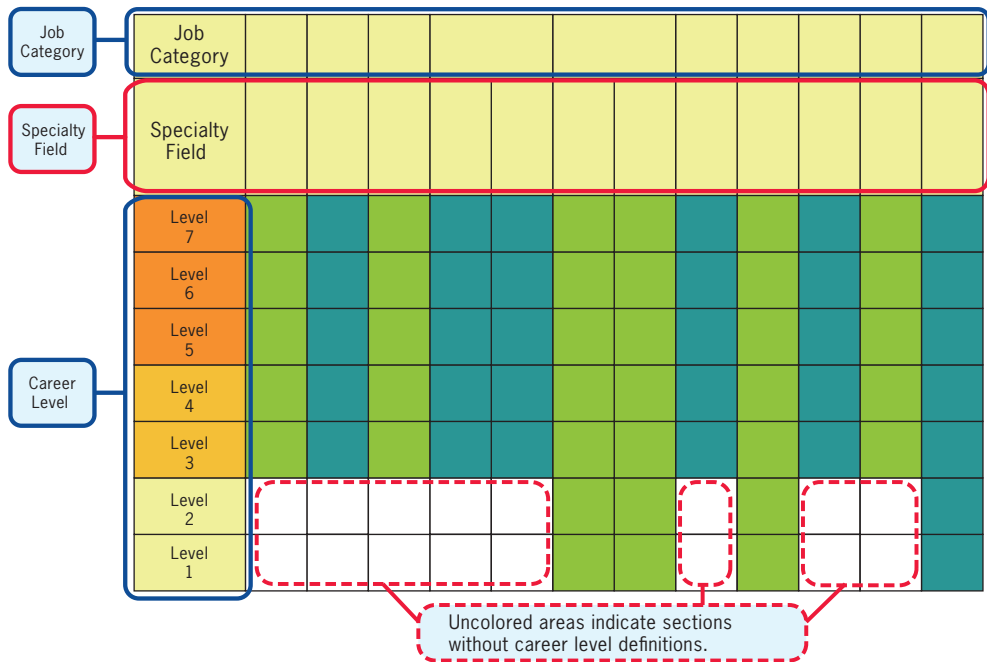 Job
Category
Job
Category
Specialty
Field
Specialty
Field
Career
Level
Level
7
Level
6
Level
5
Level
4
Level
3
Level
2
Level
1
Uncolored areas indicate sections
without career level definitions.